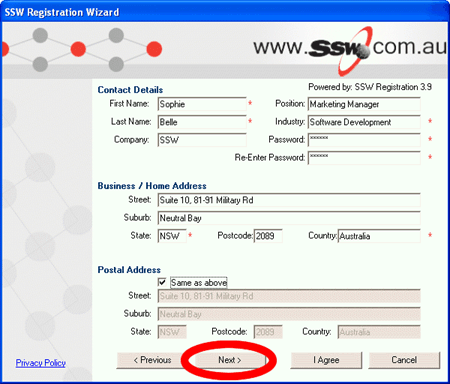 SSW Registration Wizard
www.SSW.com.au
Powered by: SSW Registration 3.9
Contact Details
First Name: Sophie * Position: Marketing Manager
Last Name: Belle * Industry: Software Development *
Company: SSW Password: ****** *
Re-Enter Password: ****** *
Business / Home Address
Street: Suite 10, 81-91 Military Rd
Suburb: Neutral Bay
State: NSW * Postcode: 2089 Country: Australia *
Postal Address
Same as above
Street: Suite 10, 81-91 Military Rd
Suburb: Neutral Bay
State: NSW Postcode: 2089 Country: Australia
Privacy Policy < Previous Next > I Agree Cancel